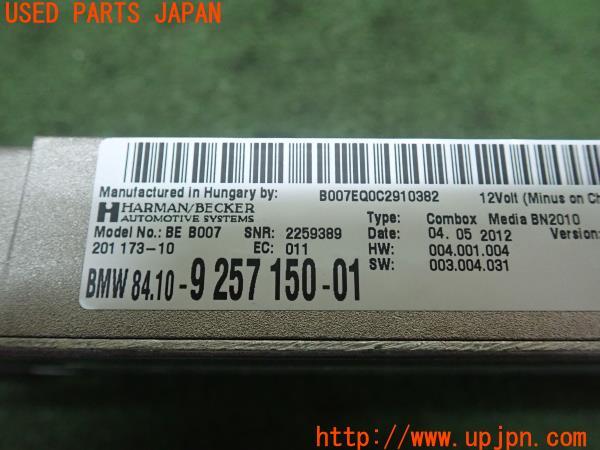 USED PARTS JAPAN
Manufactured in Hungary by:
B007EQ0C2910382
12Volt (Minus on
HARMAN/BECKER
AUTOMOTIVE SYSTEMS
Type: Combox Media BN2010
Model No.: BE B007 SNR: 2259389
Date: 04. 05 2012 Version:
201 173-10 EC: 011
HW: 004.001.004
SW: 003.004.031
BMW 84.10-9 257 150-01
UPJ www.upjpn.com